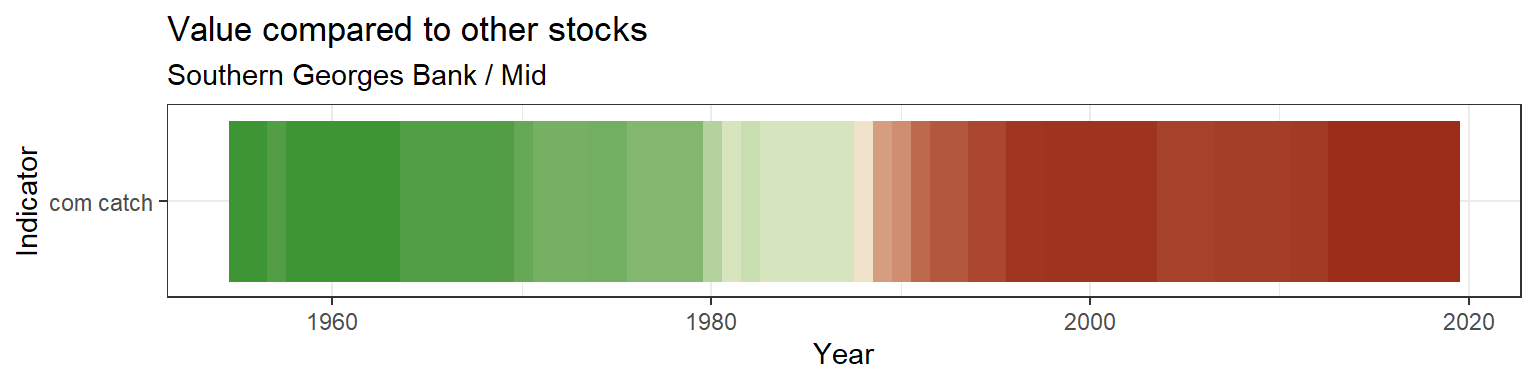 Value compared to other stocks
Southern Georges Bank / Mid
Indicator
com catch
1960 1980 2000 2020
Year